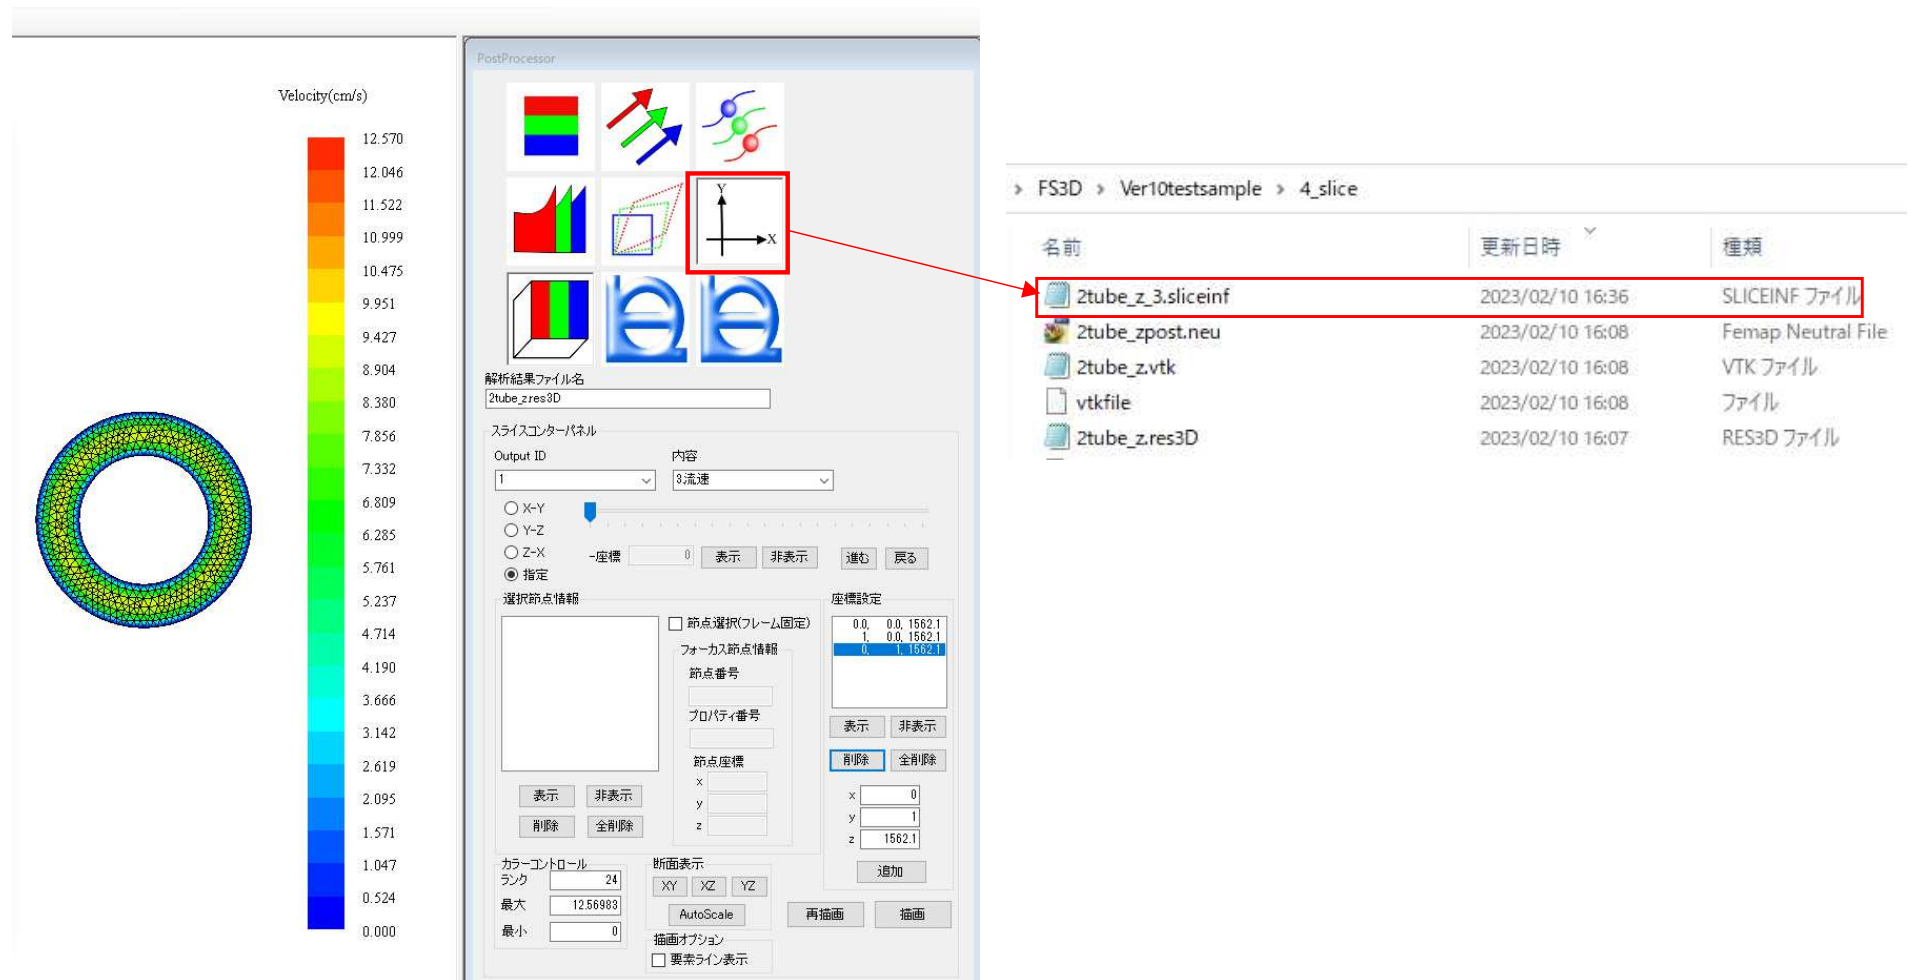 PostProcessor
Velocity(cm/s)
12.570
12.046
11.522
10.999
10.475
9.951
9.427
8.904
8.380
7.856
7.332
6.809
6.285
5.761
5.237
4.714
4.190
3.666
3.142
2.619
2.095
1.571
1.047
0.524
0.000
Y
X
解析結果ファイル名
2tube_z.res3D
スライスコンターパネル
Output ID 内容
1 3:流速
X-Y
Y-Z
Z-X
指定
-座標 0 表示 非表示 進む 戻る
選択節点情報
節点選択(フレーム固定)
フォーカス節点情報
節点番号
プロパティ番号
節点座標
x
y
z
表示 非表示
削除 全削除
座標設定
0.0, 0.0, 1562.1
1, 0.0, 1562.1
0, 1, 1562.1
表示 非表示
削除 全削除
x 0
y 1
z 1562.1
追加
カラーコントロール
ランク 24
最大 12.56983
最小 0
断面表示
XY XZ YZ
AutoScale
再描画 描画
描画オプション
要素ライン表示
› FS3D › Ver10testsample › 4_slice
名前 更新日時 種類
2tube_z_3.sliceinf 2023/02/10 16:36 SLICEINF ファイル
2tube_zpost.neu 2023/02/10 16:08 Femap Neutral File
2tube_z.vtk 2023/02/10 16:08 VTK ファイル
vtkfile 2023/02/10 16:08 ファイル
2tube_z.res3D 2023/02/10 16:07 RES3D ファイル